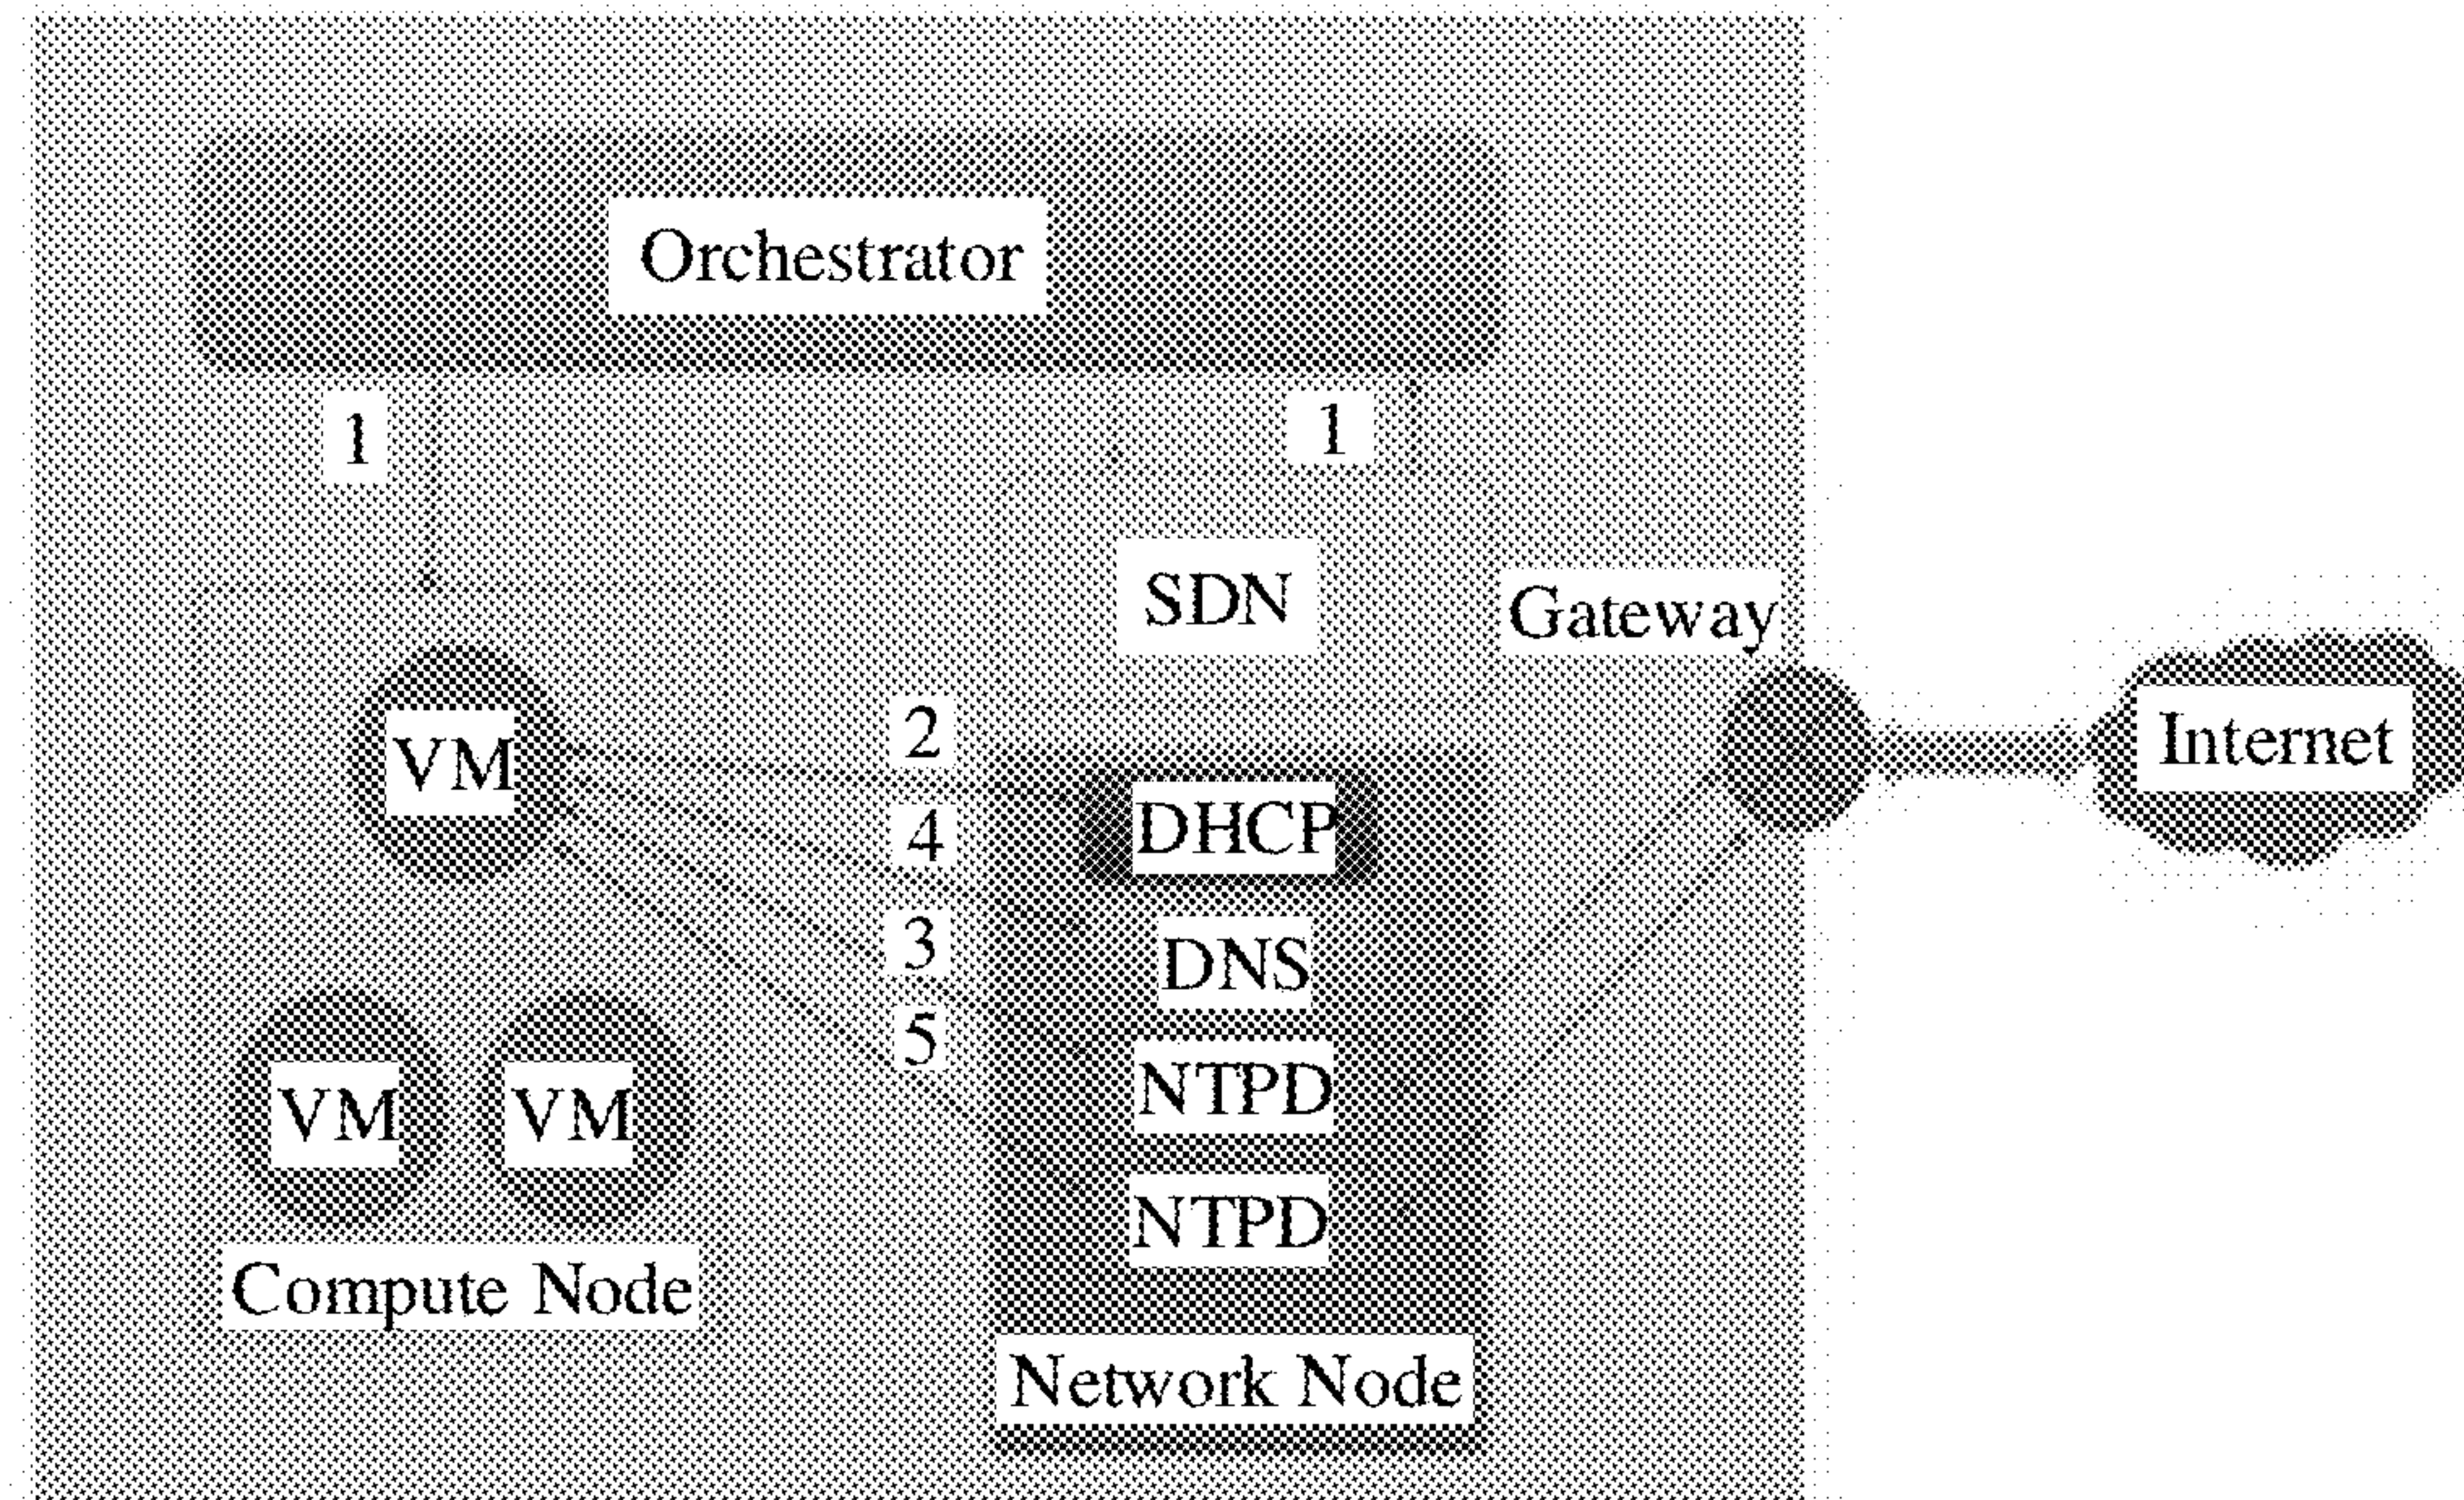 Orchestrator
1
1
SDN
Gateway
VM
2
Internet
DHCP
4
3
DNS
5
NTPD
VM
VM
NTPD
Compute Node
Network Node